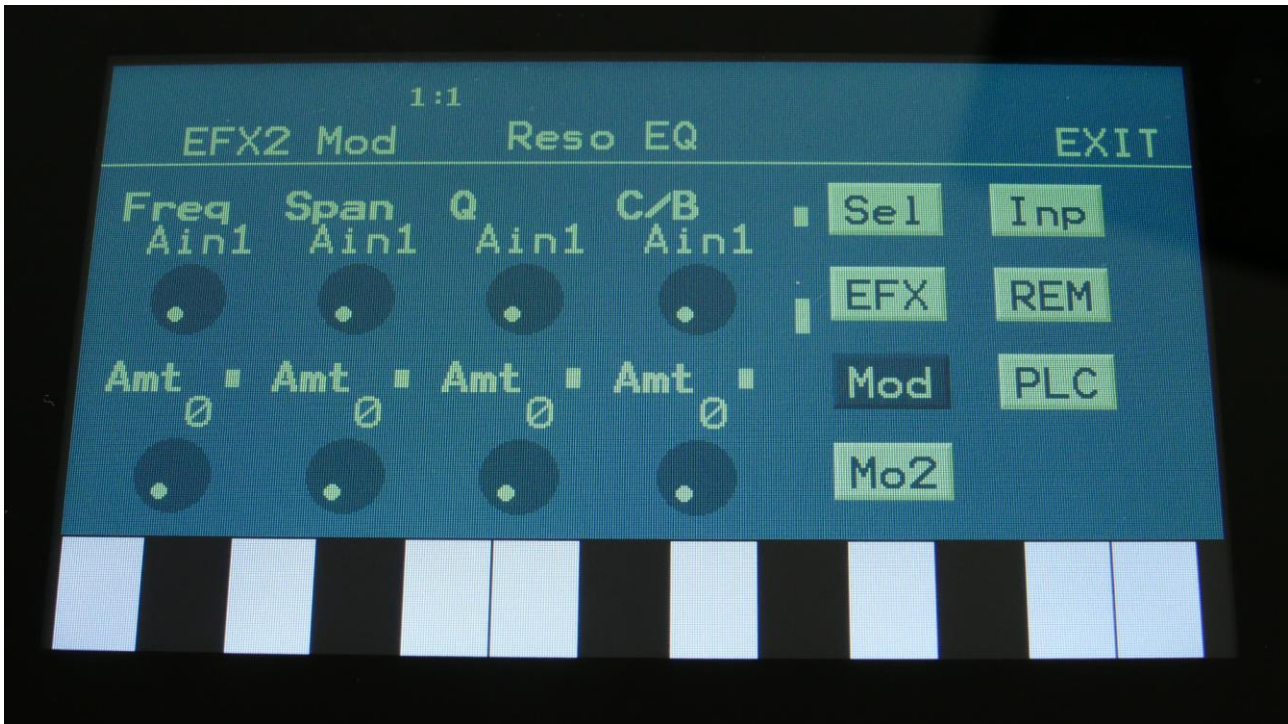 1:1
EFX2 Mod Reso EQ EXIT
Freq Span Q C/B Sel Inp
Ain1 Ain1 Ain1 Ain1
EFX REM
Amt Amt Amt Amt Mod PLC
0 0 0 0
Mo2